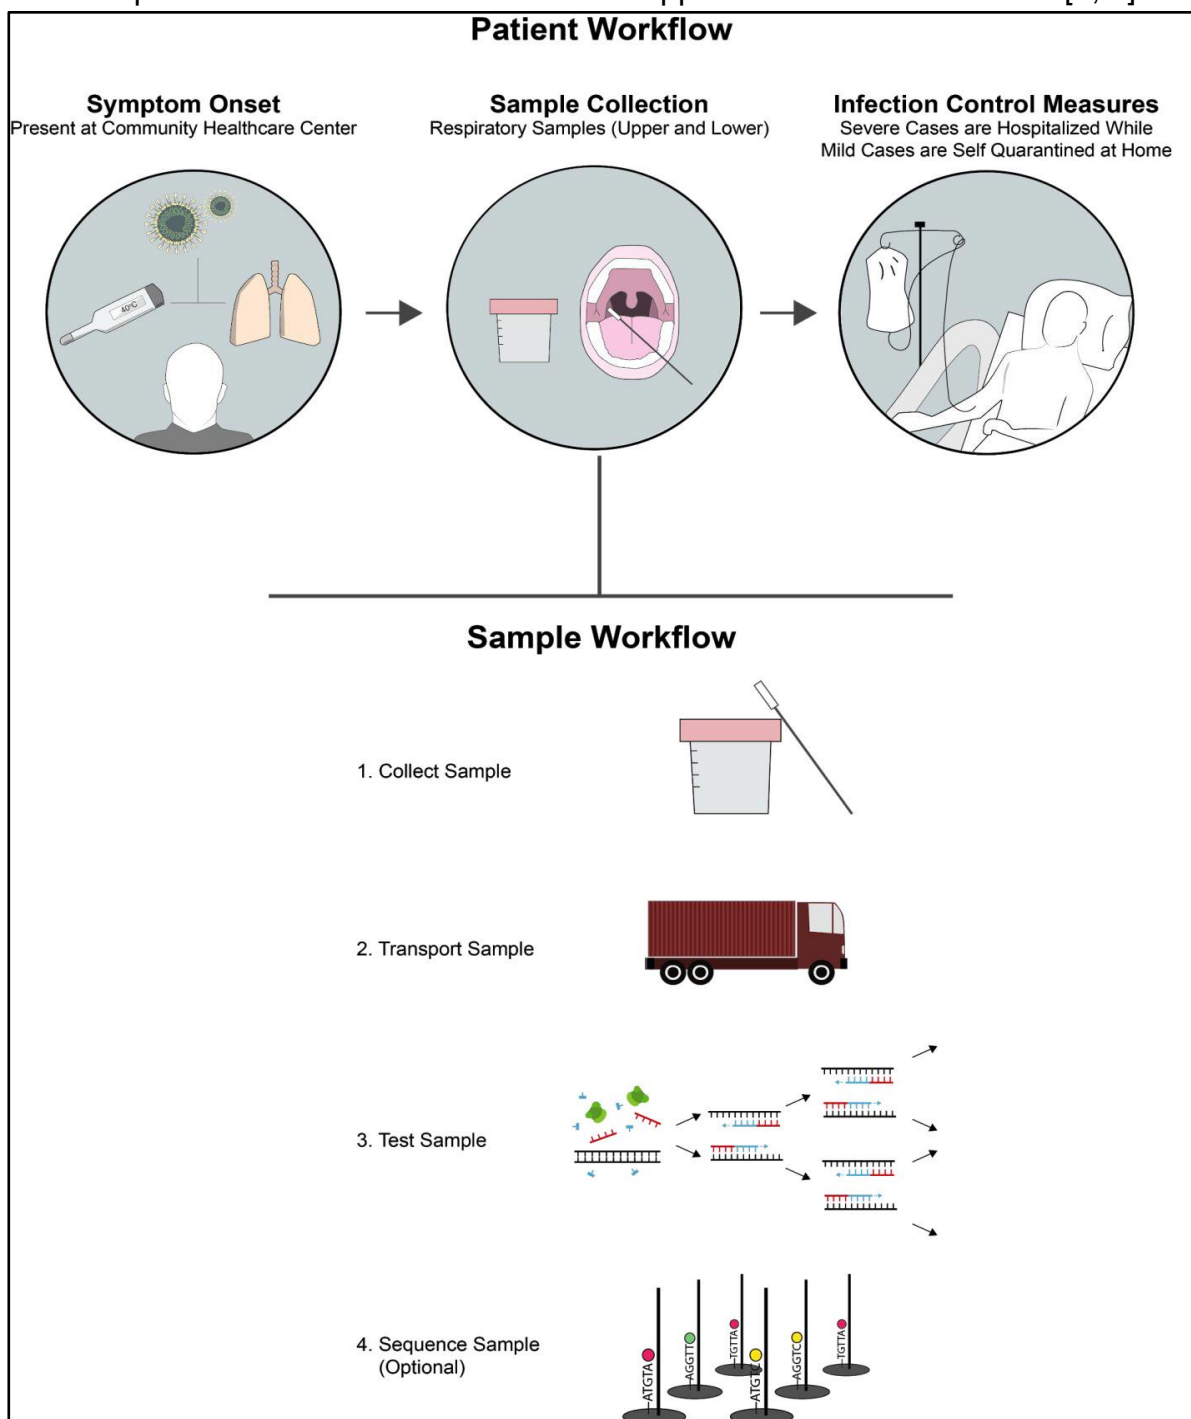 Patient Workflow
Symptom Onset
Present at Community Healthcare Center
Sample Collection
Respiratory Samples (Upper and Lower)
Infection Control Measures
Severe Cases are Hospitalized While
Mild Cases are Self Quarantined at Home
40°C
Sample Workflow
1. Collect Sample
2. Transport Sample
3. Test Sample
4. Sequence Sample
(Optional)
ATGTA
AGGTT
TGTTA
ATGTC
AGGTC
TGTTA